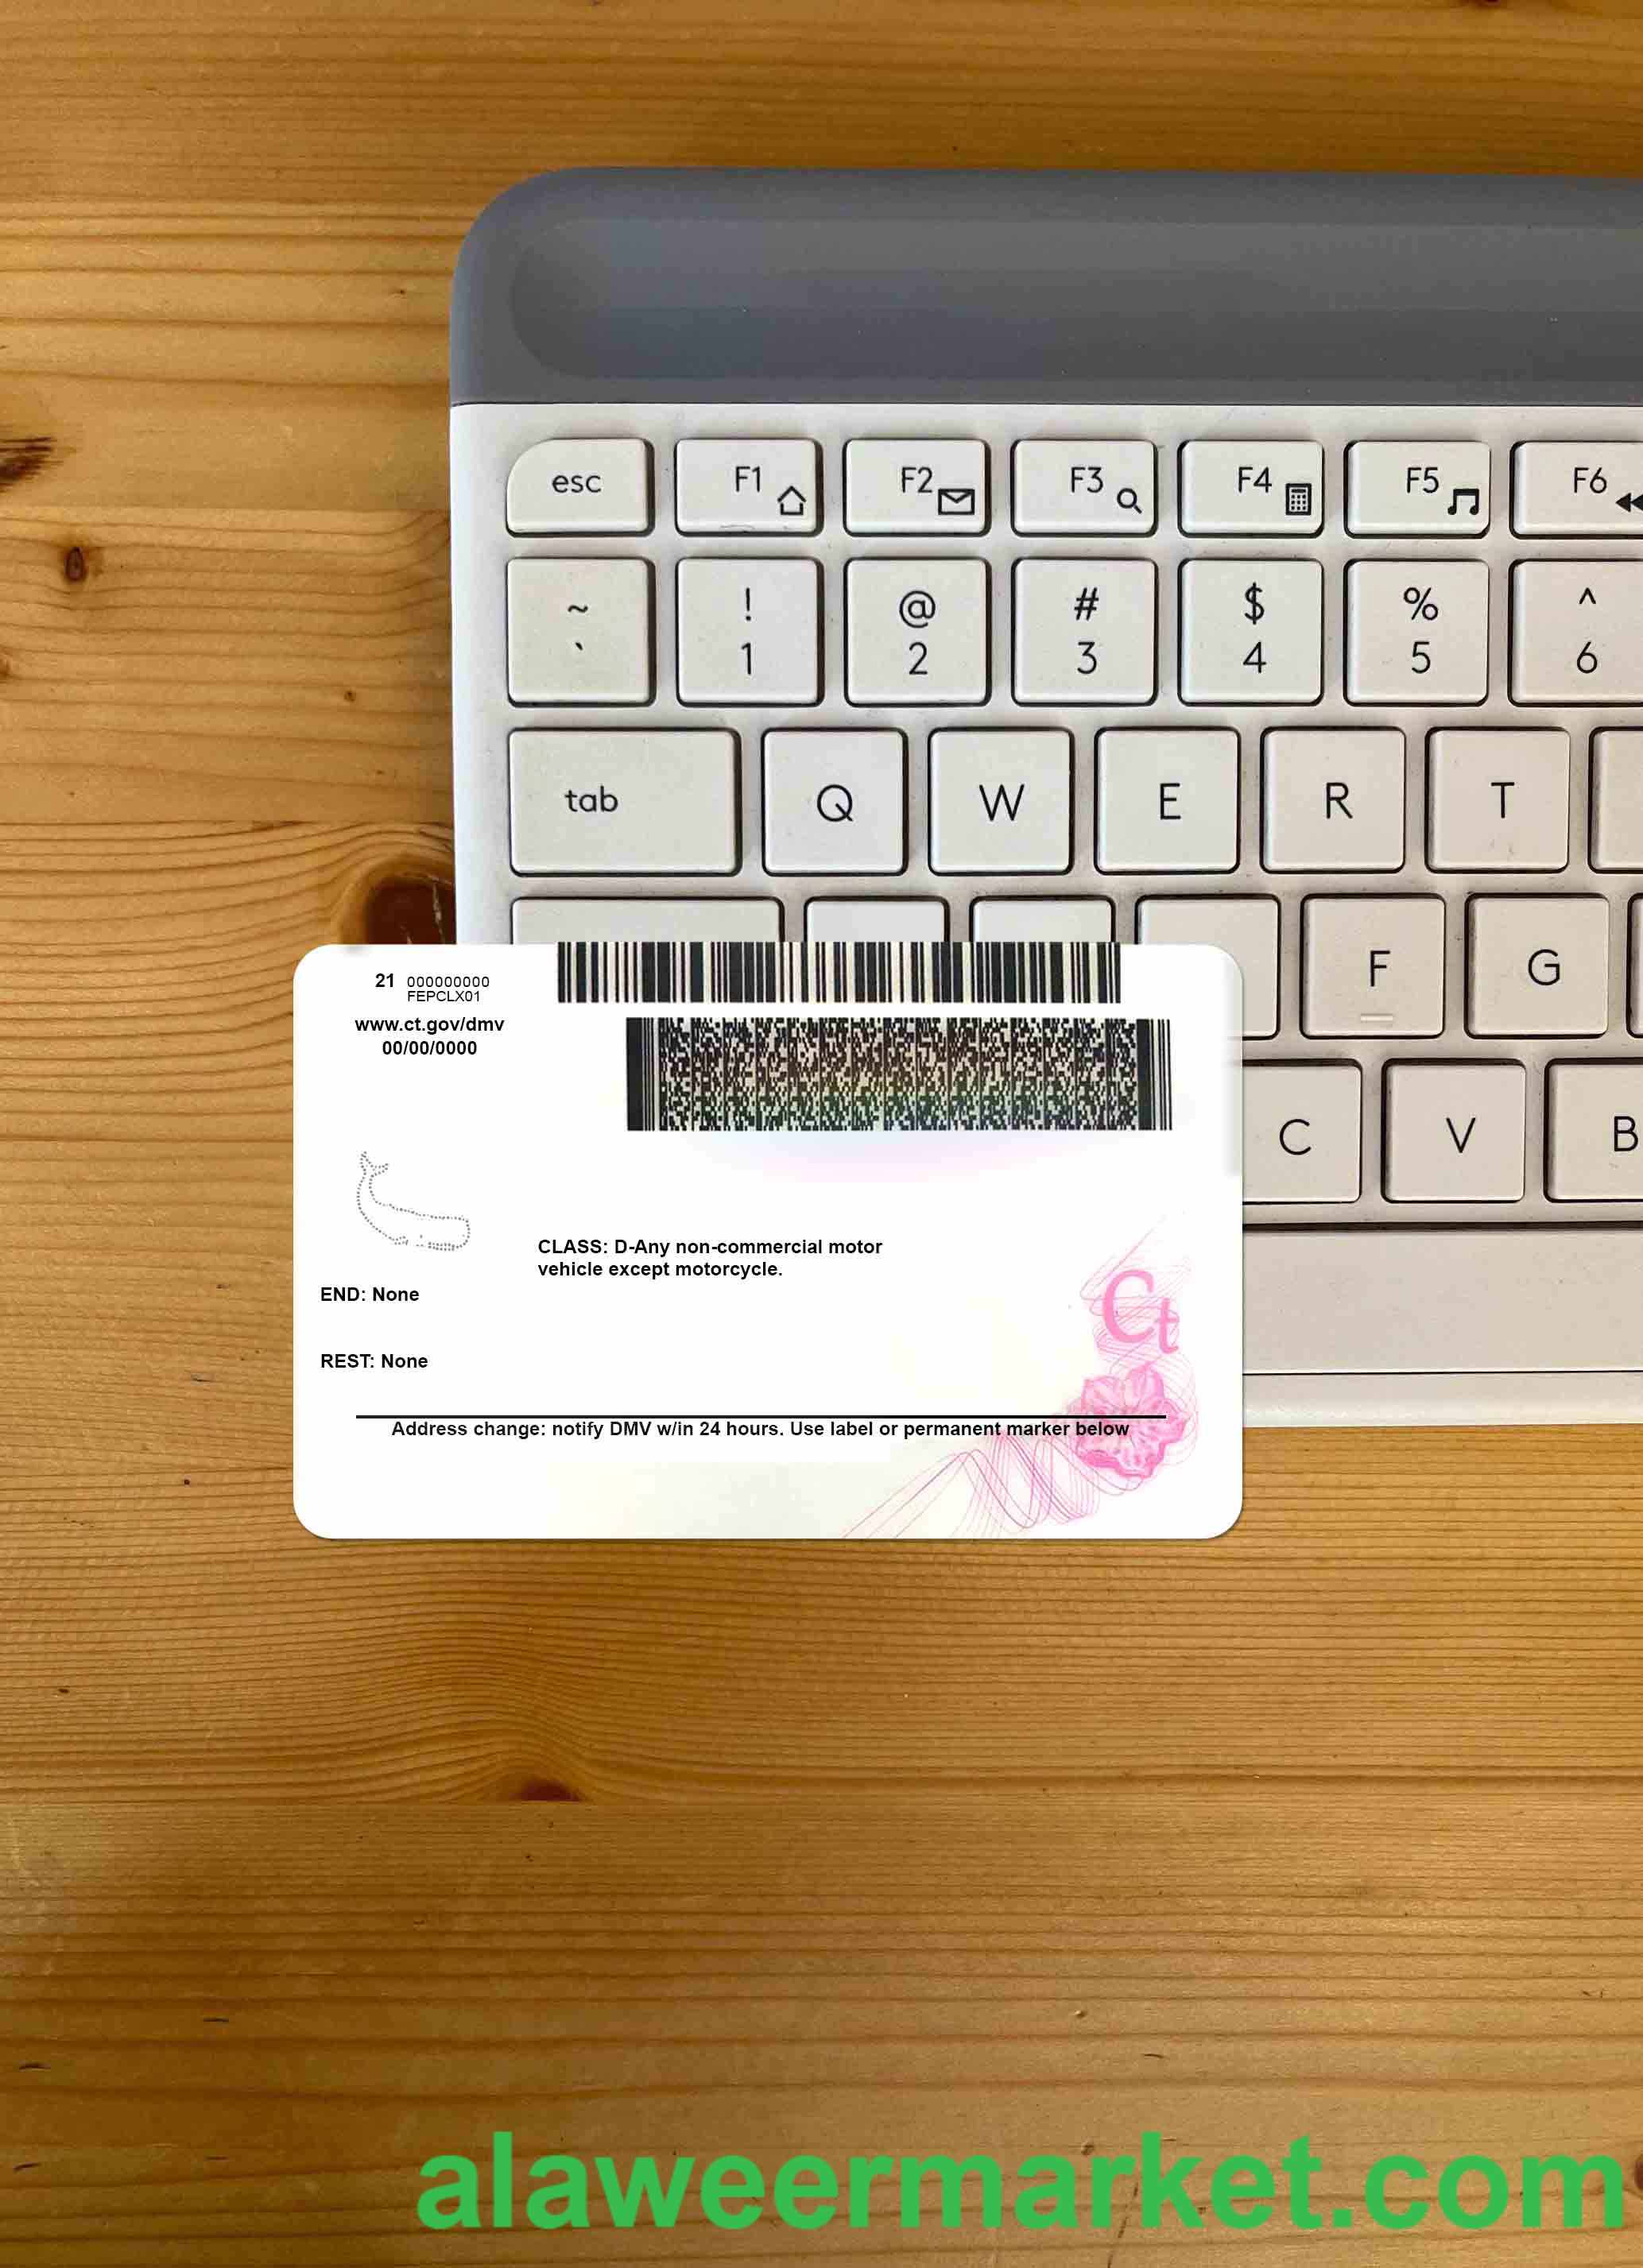 esc F1 F2 F3 F4 F5 F6
~ ! @ # $ % ^
` 1 2 3 4 5 6
tab Q W E R T
F G
C V B
21 000000000
FEPCLX01
www.ct.gov/dmv
00/00/0000
CLASS: D-Any non-commercial motor
vehicle except motorcycle.
END: None
REST: None
Ct
Address change: notify DMV w/in 24 hours. Use label or permanent marker below
alaweermarket.com